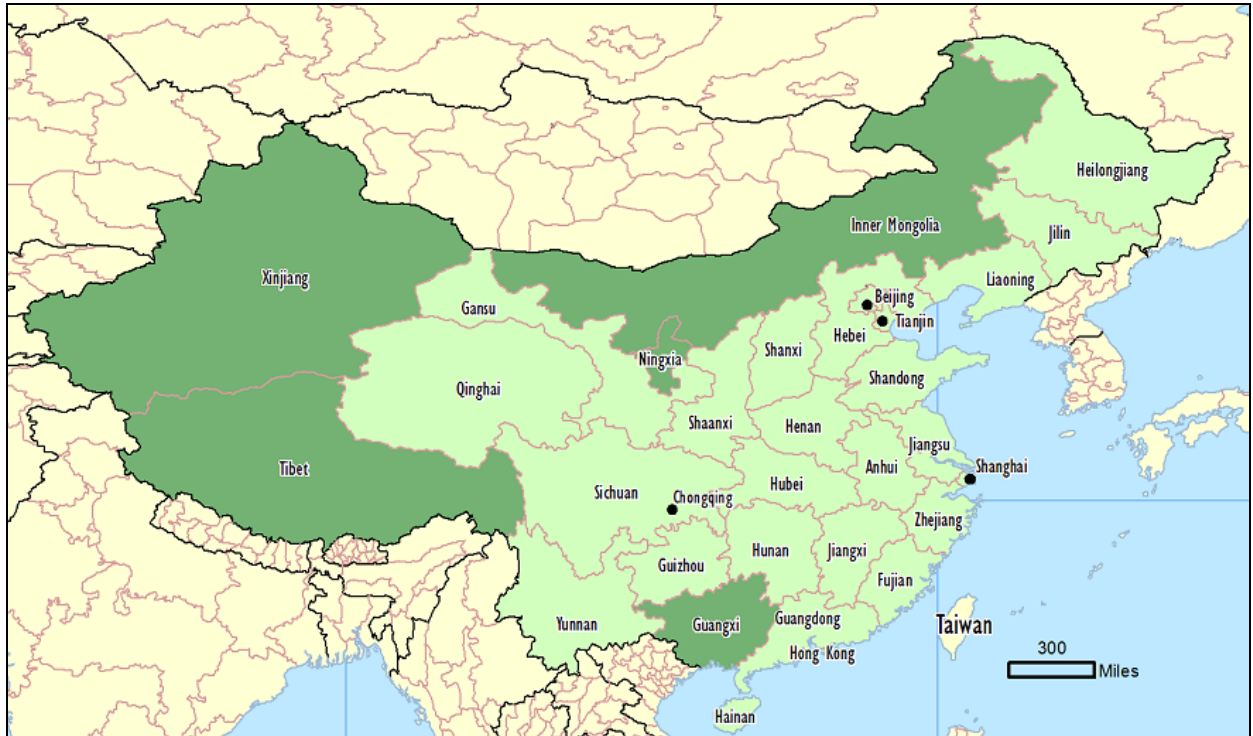 Heilongjiang
Inner Mongolia
Jilin
Xinjiang
Liaoning
Gansu
Beijing
Tianjin
Hebei
Shanxi
Ningxia
Shandong
Qinghai
Shaanxi
Henan
Jiangsu
Tibet
Anhui
Shanghai
Hubei
Sichuan
Chongqing
Zhejiang
Hunan
Jiangxi
Guizhou
Fujian
Guangdong
Yunnan
Guangxi
Taiwan
Hong Kong
300
Miles
Hainan